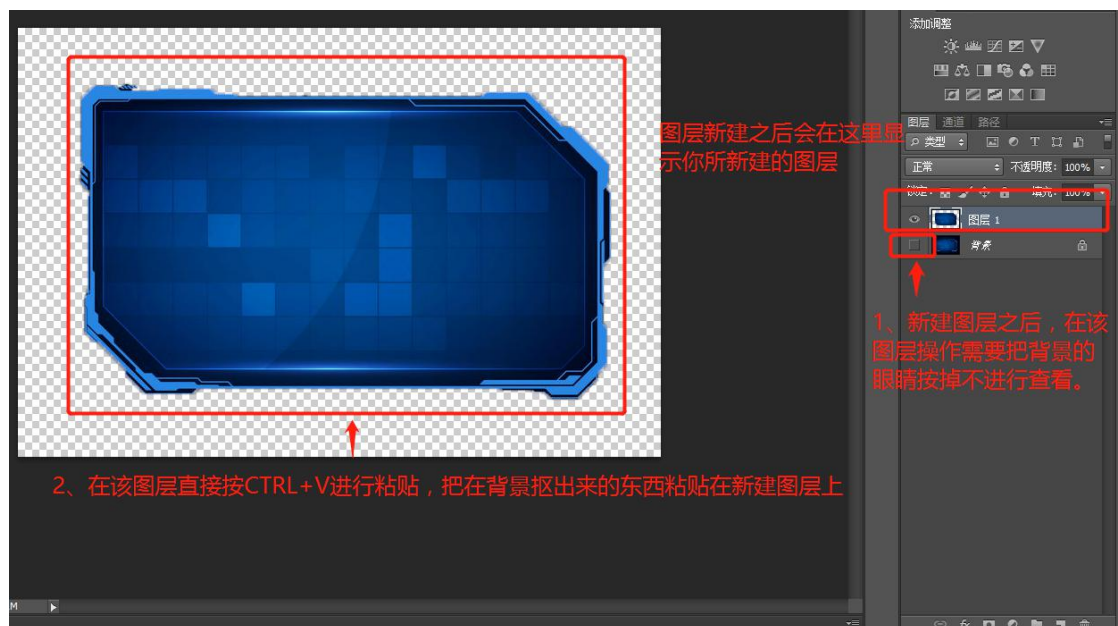 添加调整
图层 通道 路径
类型
正常 不透明度: 100%
锁定: 填充: 100%
图层 1
背景
图层新建之后会在这里显
示你所新建的图层
1、新建图层之后，在该
图层操作需要把背景的
眼睛按掉不进行查看。
2、在该图层直接按CTRL+V进行粘贴，把在背景抠出来的东西粘贴在新建图层上
M
fx